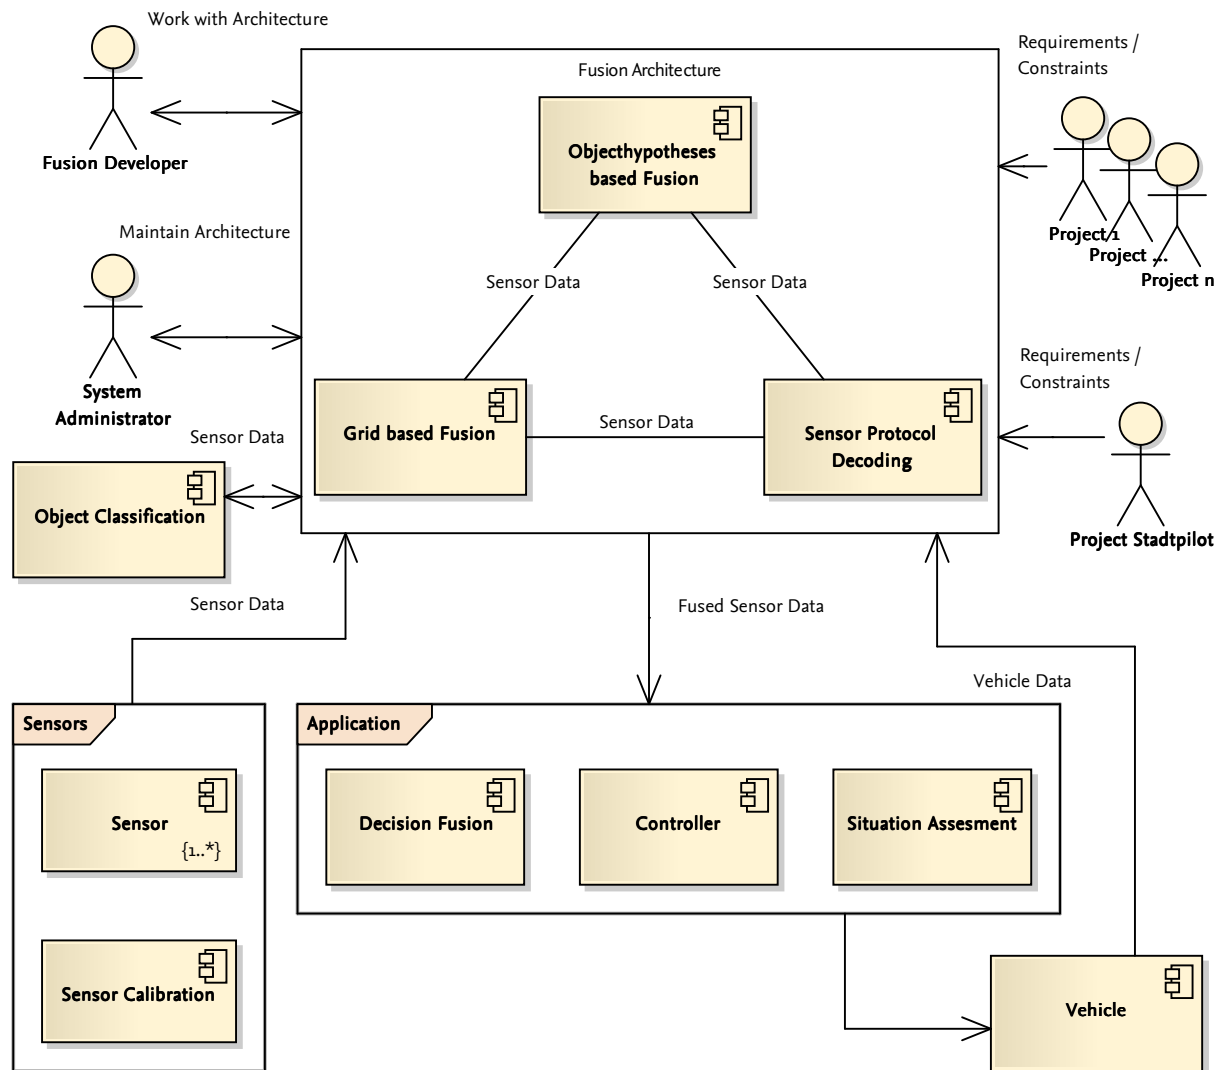 Work with Architecture
Fusion Developer
Maintain Architecture
System
Administrator
Sensor Data
Object Classification
Fusion Architecture
Objecthypotheses
based Fusion
Sensor Data
Sensor Data
Grid based Fusion
Sensor Data
Sensor Protocol
Decoding
Requirements /
Constraints
Project 1
Project ...
Project n
Requirements /
Constraints
Project Stadtpilot
Sensor Data
Fused Sensor Data
Vehicle Data
Sensors
Sensor
{1..*}
Sensor Calibration
Application
Decision Fusion
Controller
Situation Assesment
Vehicle